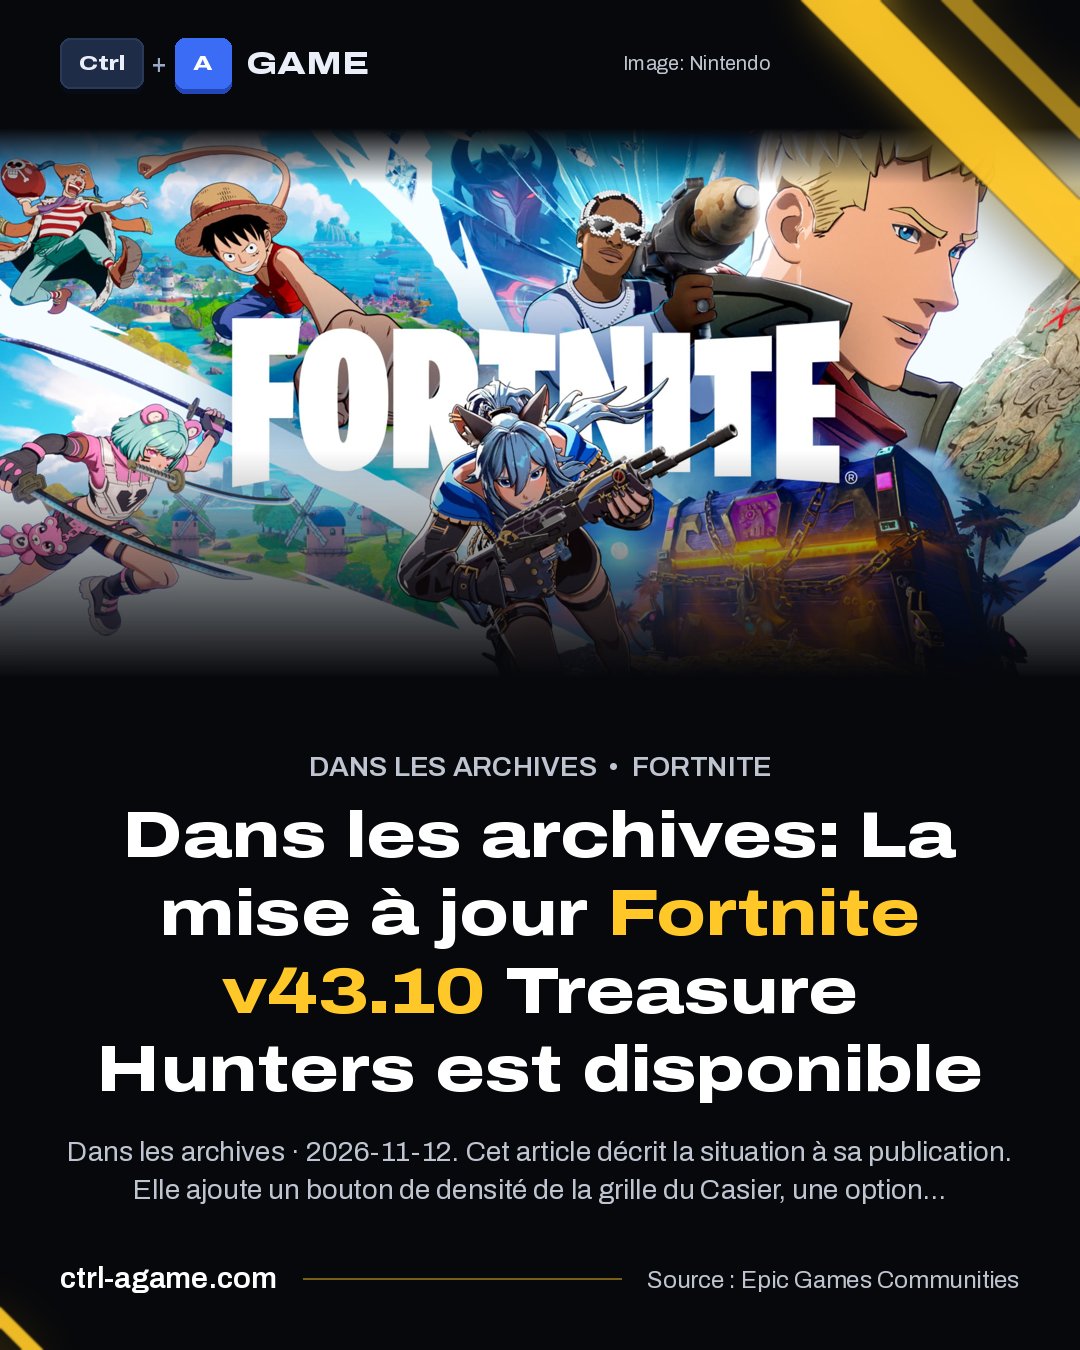 Ctrl + A GAME
Image: Nintendo
FORTNITE
®
DANS LES ARCHIVES • FORTNITE
Dans les archives: La
mise à jour Fortnite
v43.10 Treasure
Hunters est disponible
Dans les archives · 2026-11-12. Cet article décrit la situation à sa publication.
Elle ajoute un bouton de densité de la grille du Casier, une option...
ctrl-agame.com
Source : Epic Games Communities